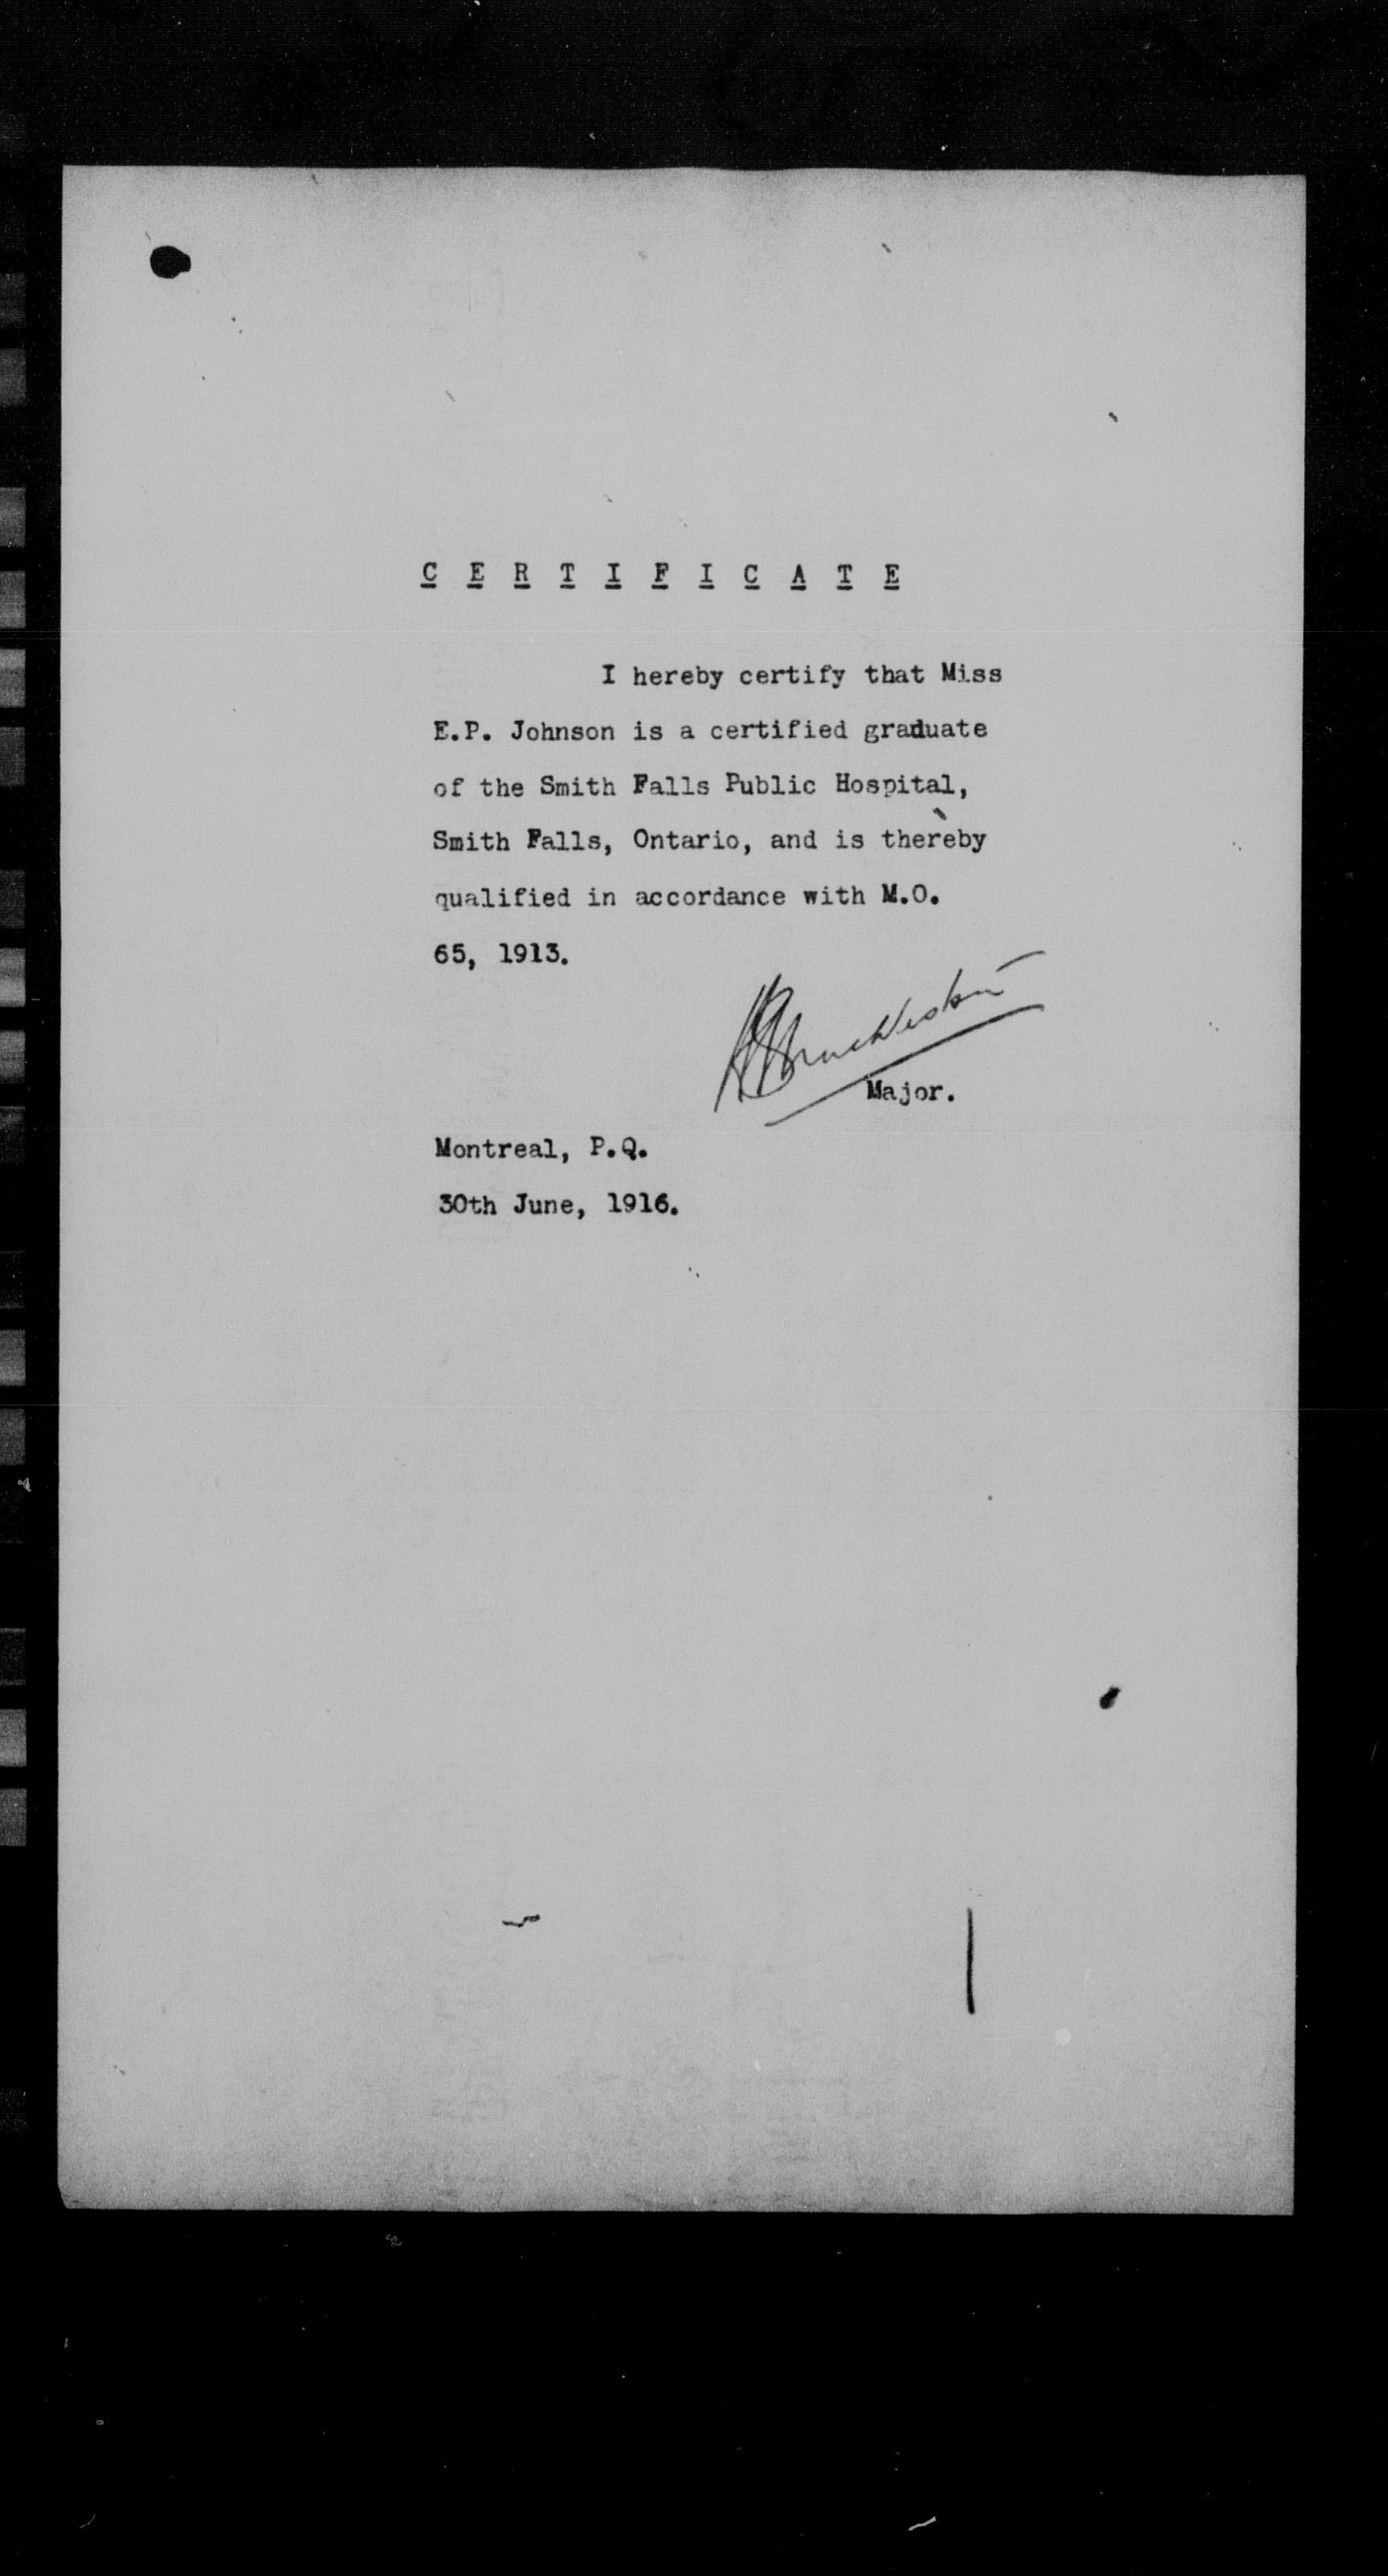 C E R T I F I C A T E
I hereby certify that Miss
E.P. Johnson is a certified graduate
of the Smith Falls Public Hospital,
Smith Falls, Ontario, and is thereby
qualified in accordance with M.O.
65, 1913.
Major.
Montreal, P.Q.
30th June, 1916.